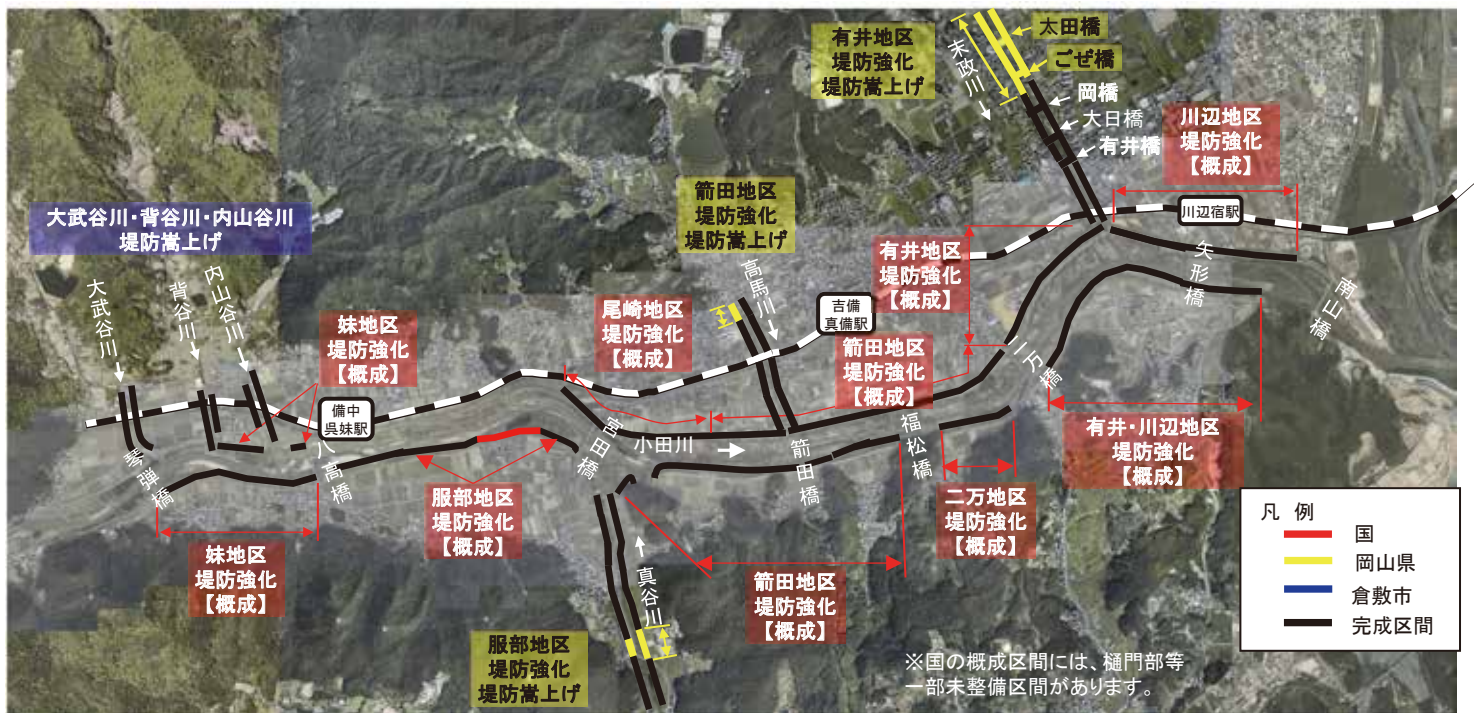 有井地区
堤防強化
堤防嵩上げ
末政川
太田橋
ごぜ橋
岡橋
大日橋
有井橋
川辺地区
堤防強化
【概成】
川辺宿駅
大武谷川・背谷川・内山谷川
堤防嵩上げ
箭田地区
堤防強化
堤防嵩上げ
高馬川
有井地区
堤防強化
【概成】
矢形橋
南山橋
大武谷川
背谷川
内山谷川
妹地区
堤防強化
【概成】
尾崎地区
堤防強化
【概成】
吉備
真備駅
箭田地区
堤防強化
【概成】
二万橋
備中
呉妹駅
琴弾橋
八高橋
宮田橋
小田川
箭田橋
福松橋
有井・川辺地区
堤防強化
【概成】
服部地区
堤防強化
【概成】
二万地区
堤防強化
【概成】
妹地区
堤防強化
【概成】
真谷川
箭田地区
堤防強化
【概成】
服部地区
堤防強化
堤防嵩上げ
凡 例
国
岡山県
倉敷市
完成区間
※国の概成区間には、樋門部等
一部未整備区間があります。